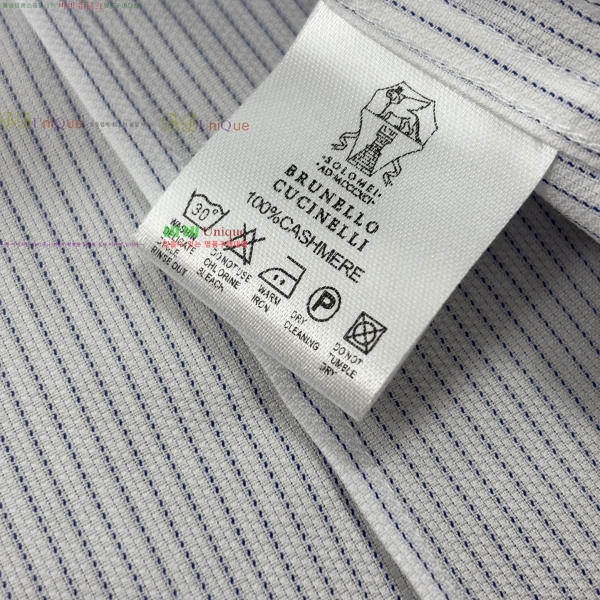 ·SOLOMEI·
·AD·MCCCXCI·
BRUNELLO
CUCINELLI
100%CASHMERE
30°
WARM
RINSE OUT
DO NOT USE
CHLORINE
BLEACH
WARM
IRON
P
DRY
CLEANING
DO NOT
TUMBLE
DRY
UniQue
UniQue
Unique